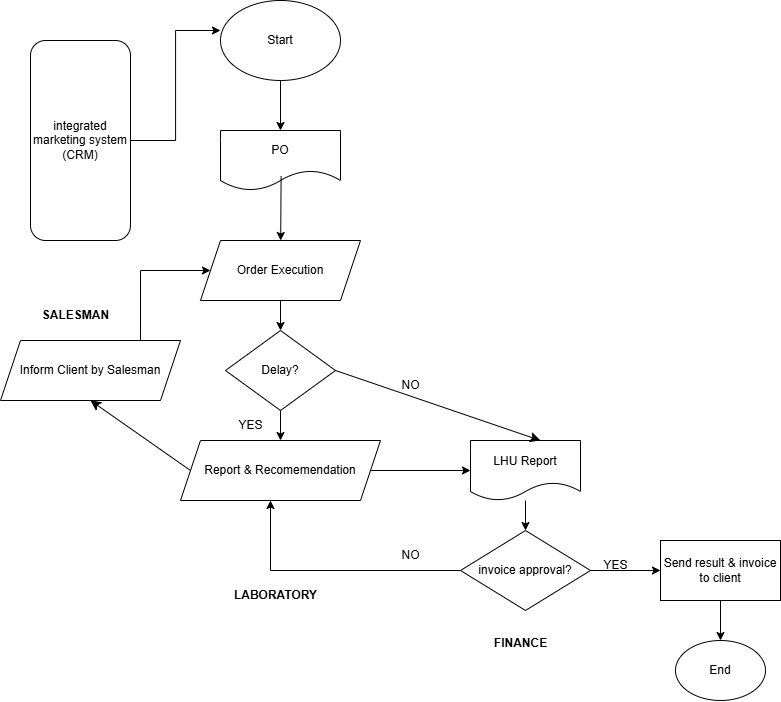 Start
integrated
marketing system
(CRM)
PO
Order Execution
SALESMAN
Inform Client by Salesman
Delay?
NO
YES
Report & Recomemendation
LHU Report
NO
invoice approval?
YES
Send result & invoice
to client
LABORATORY
FINANCE
End